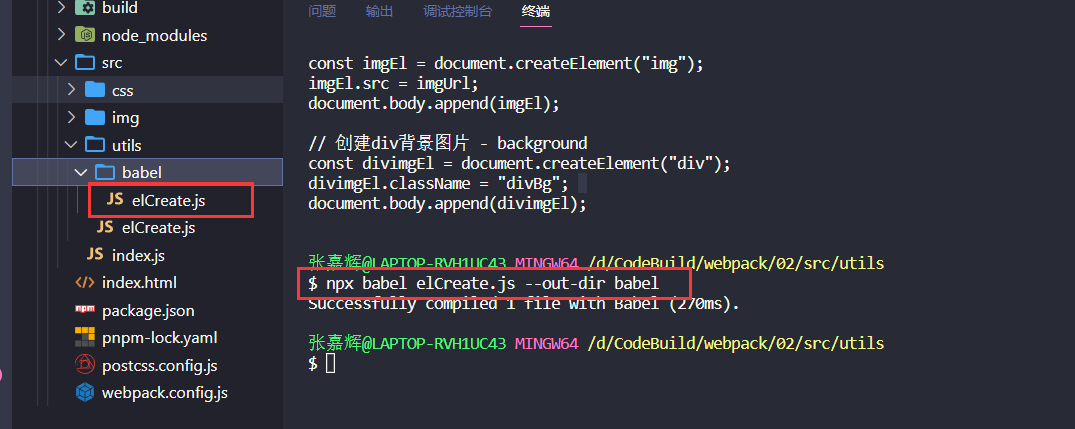 build
node_modules
src
css
img
utils
babel
JS elCreate.js
JS elCreate.js
JS index.js
index.html
npm package.json
pnpm-lock.yaml
postcss.config.js
webpack.config.js
问题 输出 调试控制台 终端
const imgEl = document.createElement("img");
imgEl.src = imgUrl;
document.body.append(imgEl);
// 创建div背景图片 - background
const divimgEl = document.createElement("div");
divimgEl.className = "divBg";
document.body.append(divimgEl);
张嘉辉@LAPTOP-RVH1UC43 MINGW64 /d/CodeBuild/webpack/02/src/utils
$ npx babel elCreate.js --out-dir babel
Successfully compiled 1 file with Babel (270ms).
张嘉辉@LAPTOP-RVH1UC43 MINGW64 /d/CodeBuild/webpack/02/src/utils
$